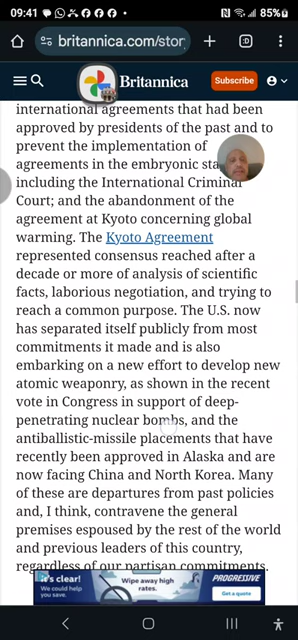 09:41
85%
britannica.com/stor
Britannica
Subscribe
international agreements that had been
approved by presidents of the past and to
prevent the implementation of
agreements in the embryonic
including the International Criminal
Court; and the abandonment of the
agreement at Kyoto concerning global
warming. The Kyoto Agreement
represented consensus reached after a
decade or more of analysis of scientific
facts, laborious negotiation, and trying to
reach a common purpose. The U.S. now
has separated itself publicly from most
commitments it made and is also
embarking on a new effort to develop new
atomic weaponry, as shown in the recent
vote in Congress in support of deep-
penetrating nuclear bombs, and the
antiballistic-missile placements that have
recently been approved in Alaska and are
now facing China and North Korea. Many
of these are departures from past policies
and, I think, contravene the general
premises espoused by the rest of the world
and previous leaders of this country,
regardless of our partisan commitments.
It's clear!
We could help
you save.
Wipe away high
rates.
PROGRESSIVE
Get a quote